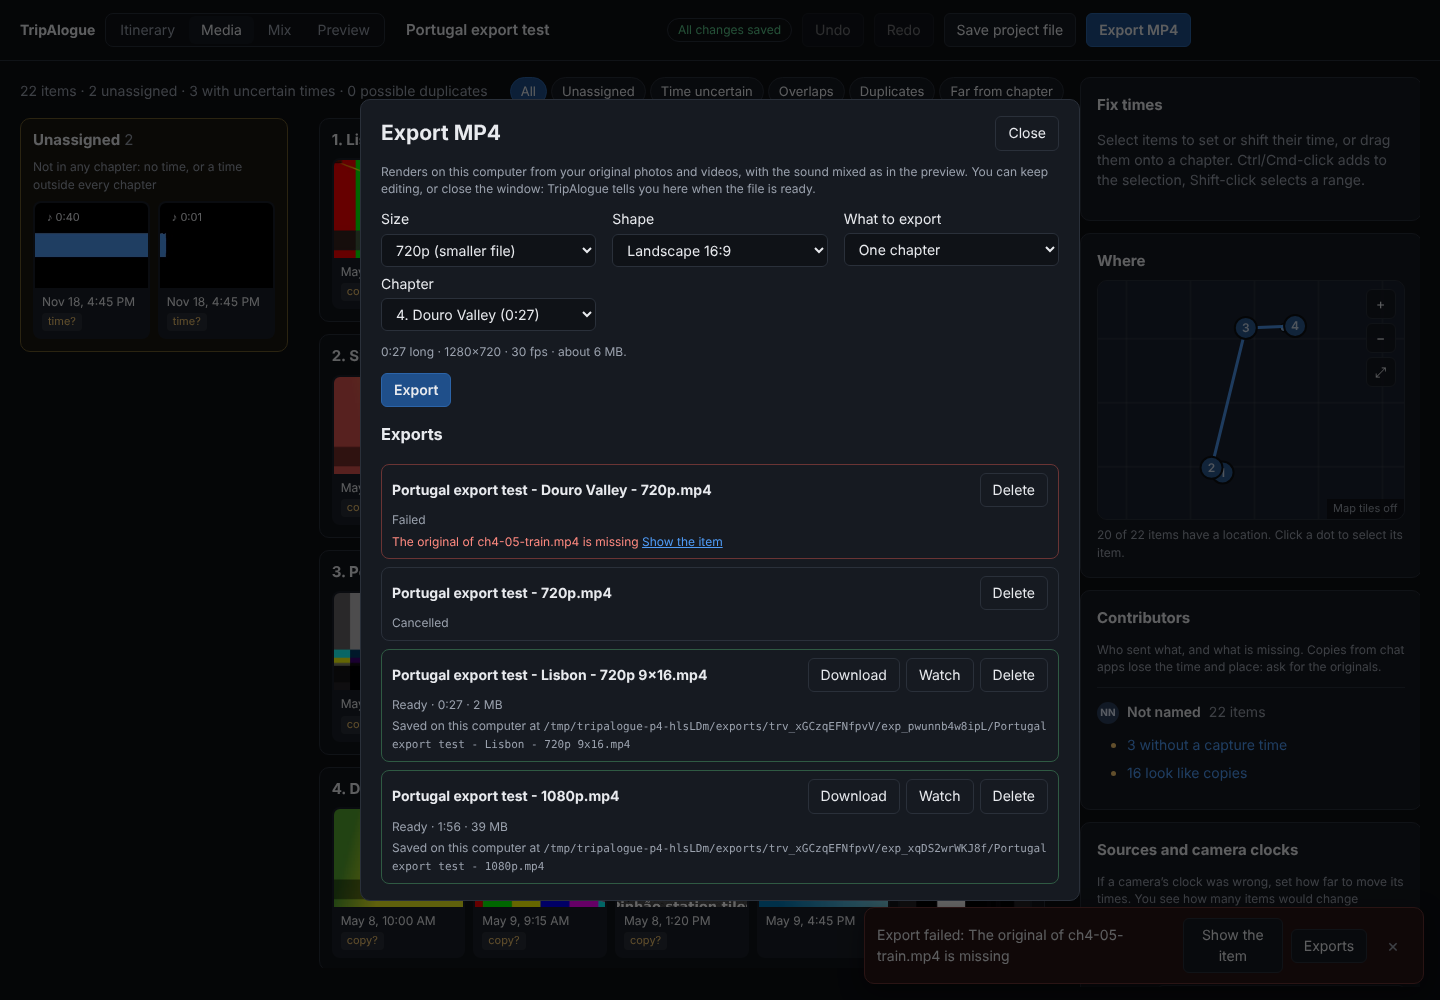 TripAlogue
Itinerary
Media
Mix
Preview
Portugal export test
All changes saved
Undo
Redo
Save project file
Export MP4
22 items · 2 unassigned · 3 with uncertain times · 0 possible duplicates
All
Unassigned
Time uncertain
Overlaps
Duplicates
Far from chapter
Unassigned 2
Not in any chapter: no time, or a time
outside every chapter
♪ 0:40
♪ 0:01
Nov 18, 4:45 PM
Nov 18, 4:45 PM
time?
time?
1. Li
2. S
3. P
4. D
Export MP4
Close
Renders on this computer from your original photos and videos, with the sound mixed as in the preview. You can keep
editing, or close the window: TripAlogue tells you here when the file is ready.
Size
Shape
What to export
720p (smaller file)
Landscape 16:9
One chapter
Chapter
4. Douro Valley (0:27)
0:27 long · 1280×720 · 30 fps · about 6 MB.
Export
Exports
Portugal export test - Douro Valley - 720p.mp4
Delete
Failed
The original of ch4-05-train.mp4 is missing Show the item
Portugal export test - 720p.mp4
Delete
Cancelled
Portugal export test - Lisbon - 720p 9×16.mp4
Download
Watch
Delete
Ready · 0:27 · 2 MB
Saved on this computer at /tmp/tripalogue-p4-hlsLDm/exports/trv_xGCzqEFNfpvV/exp_pwunnb4w8ipL/Portugal
export test - Lisbon - 720p 9x16.mp4
Portugal export test - 1080p.mp4
Download
Watch
Delete
Ready · 1:56 · 39 MB
Saved on this computer at /tmp/tripalogue-p4-hlsLDm/exports/trv_xGCzqEFNfpvV/exp_xqDS2wrWKJ8f/Portugal
export test - 1080p.mp4
May 8, 10:00 AM
copy?
May 9, 9:15 AM
copy?
May 8, 1:20 PM
copy?
May 9, 4:45 PM
Fix times
Select items to set or shift their time, or drag
them onto a chapter. Ctrl/Cmd-click adds to
the selection, Shift-click selects a range.
Where
3
4
2
+
−
Map tiles off
20 of 22 items have a location. Click a dot to select its
item.
Contributors
Who sent what, and what is missing. Copies from chat
apps lose the time and place: ask for the originals.
NN
Not named 22 items
3 without a capture time
16 look like copies
Sources and camera clocks
If a camera's clock was wrong, set how far to move its
times. You see how many items would change
Export failed: The original of ch4-05-
train.mp4 is missing
Show the
item
Exports
×